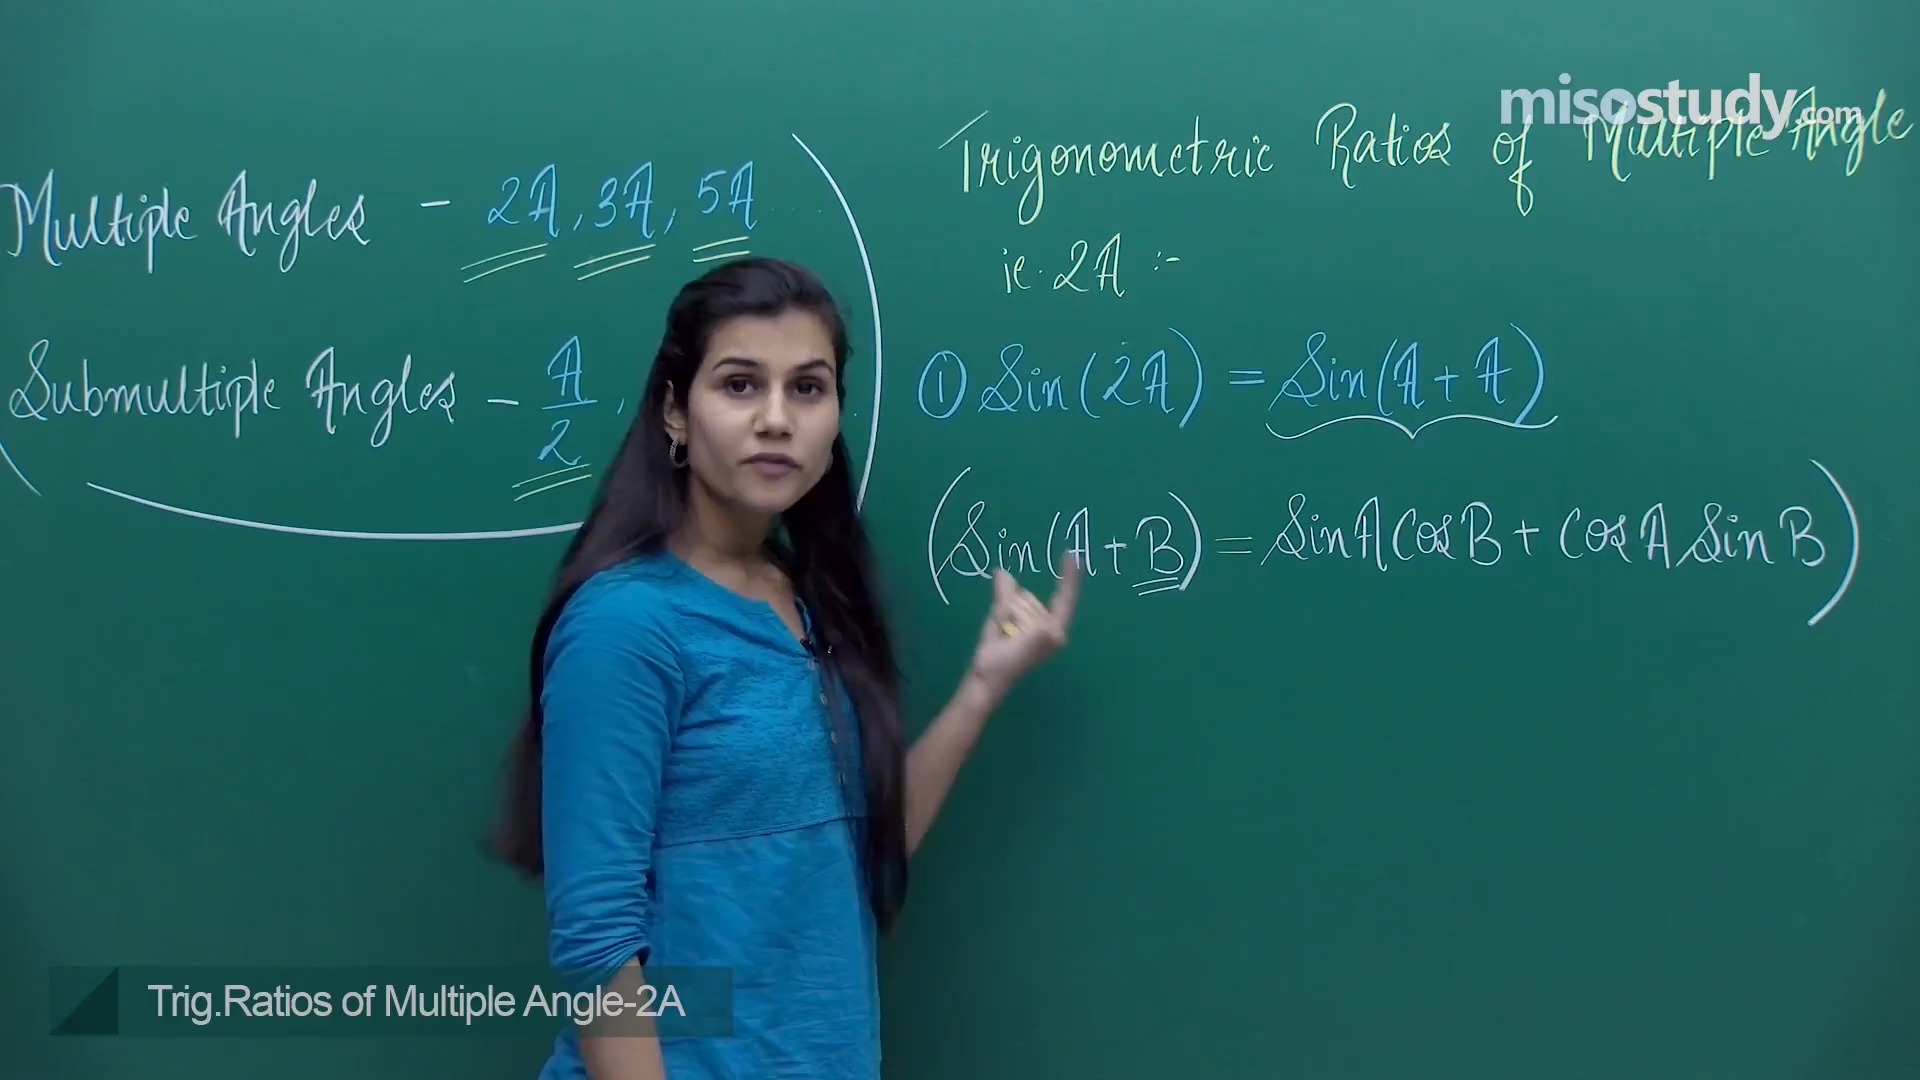 misostudy.com
Multiple Angles - 2A, 3A, 5A ....
Submultiple Angles - A/2,
Trigonometric Ratios of Multiple Angle
ie. 2A :-
① Sin(2A) = Sin(A + A)
(Sin(A + B) = SinA CosB + CosA SinB)
Trig.Ratios of Multiple Angle-2A